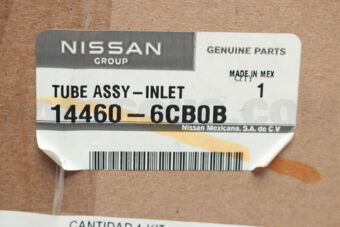 NISSAN
GROUP
GENUINE PARTS
MADE IN MEX
TUBE ASSY-INLET
QTY 1
14460-6CB0B
Nissan Mexicana, S.A. de C.V
CANTIDAD 1 KIT